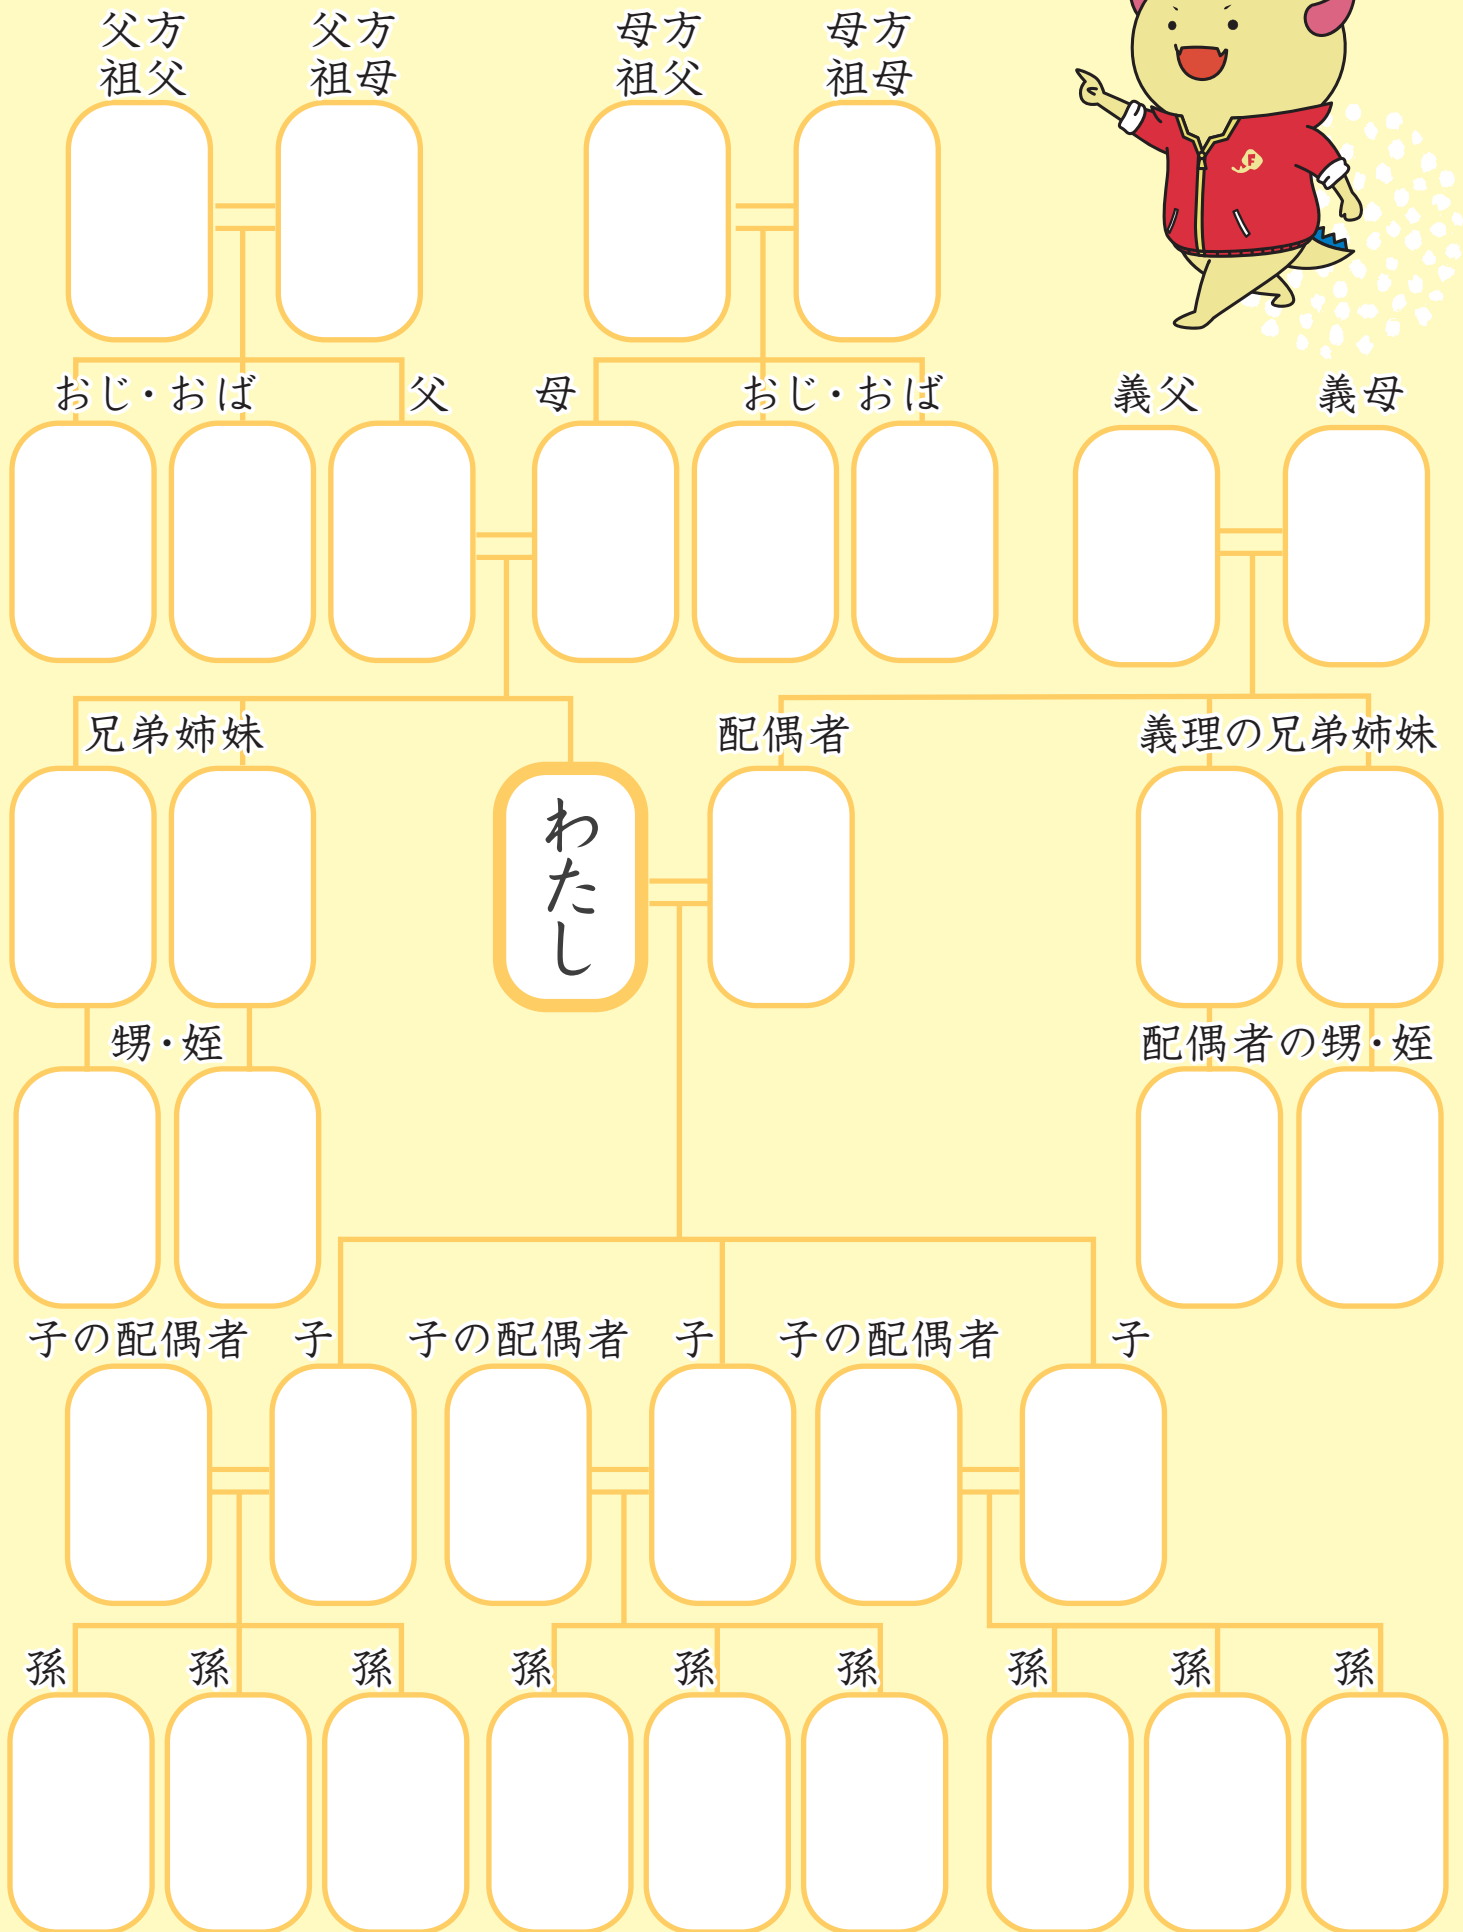 父方
祖父
父方
祖母
母方
祖父
母方
祖母
おじ・おば
父
母
おじ・おば
義父
義母
兄弟姉妹
配偶者
義理の兄弟姉妹
わたし
甥・姪
配偶者の甥・姪
子の配偶者
子
子の配偶者
子
子の配偶者
子
孫
孫
孫
孫
孫
孫
孫
孫
孫